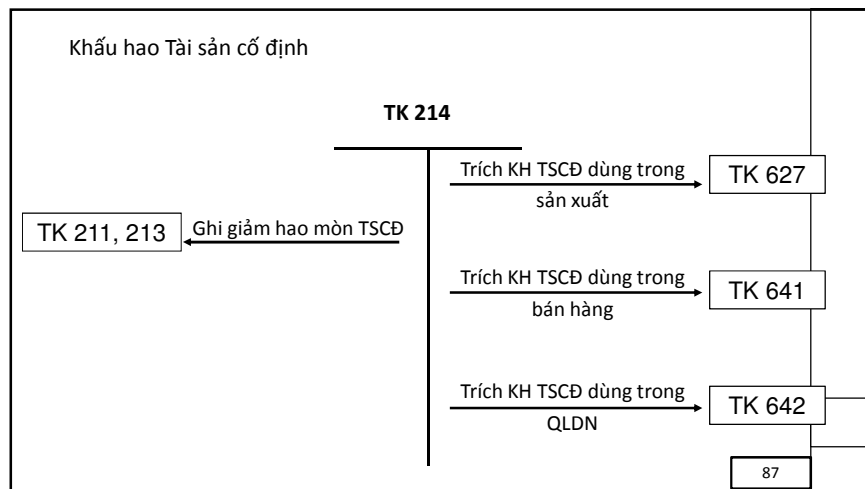 Khấu hao Tài sản cố định
TK 214
Trích KH TSCĐ dùng trong
sản xuất
TK 627
TK 211, 213
Ghi giảm hao mòn TSCĐ
Trích KH TSCĐ dùng trong
bán hàng
TK 641
Trích KH TSCĐ dùng trong
QLDN
TK 642
87